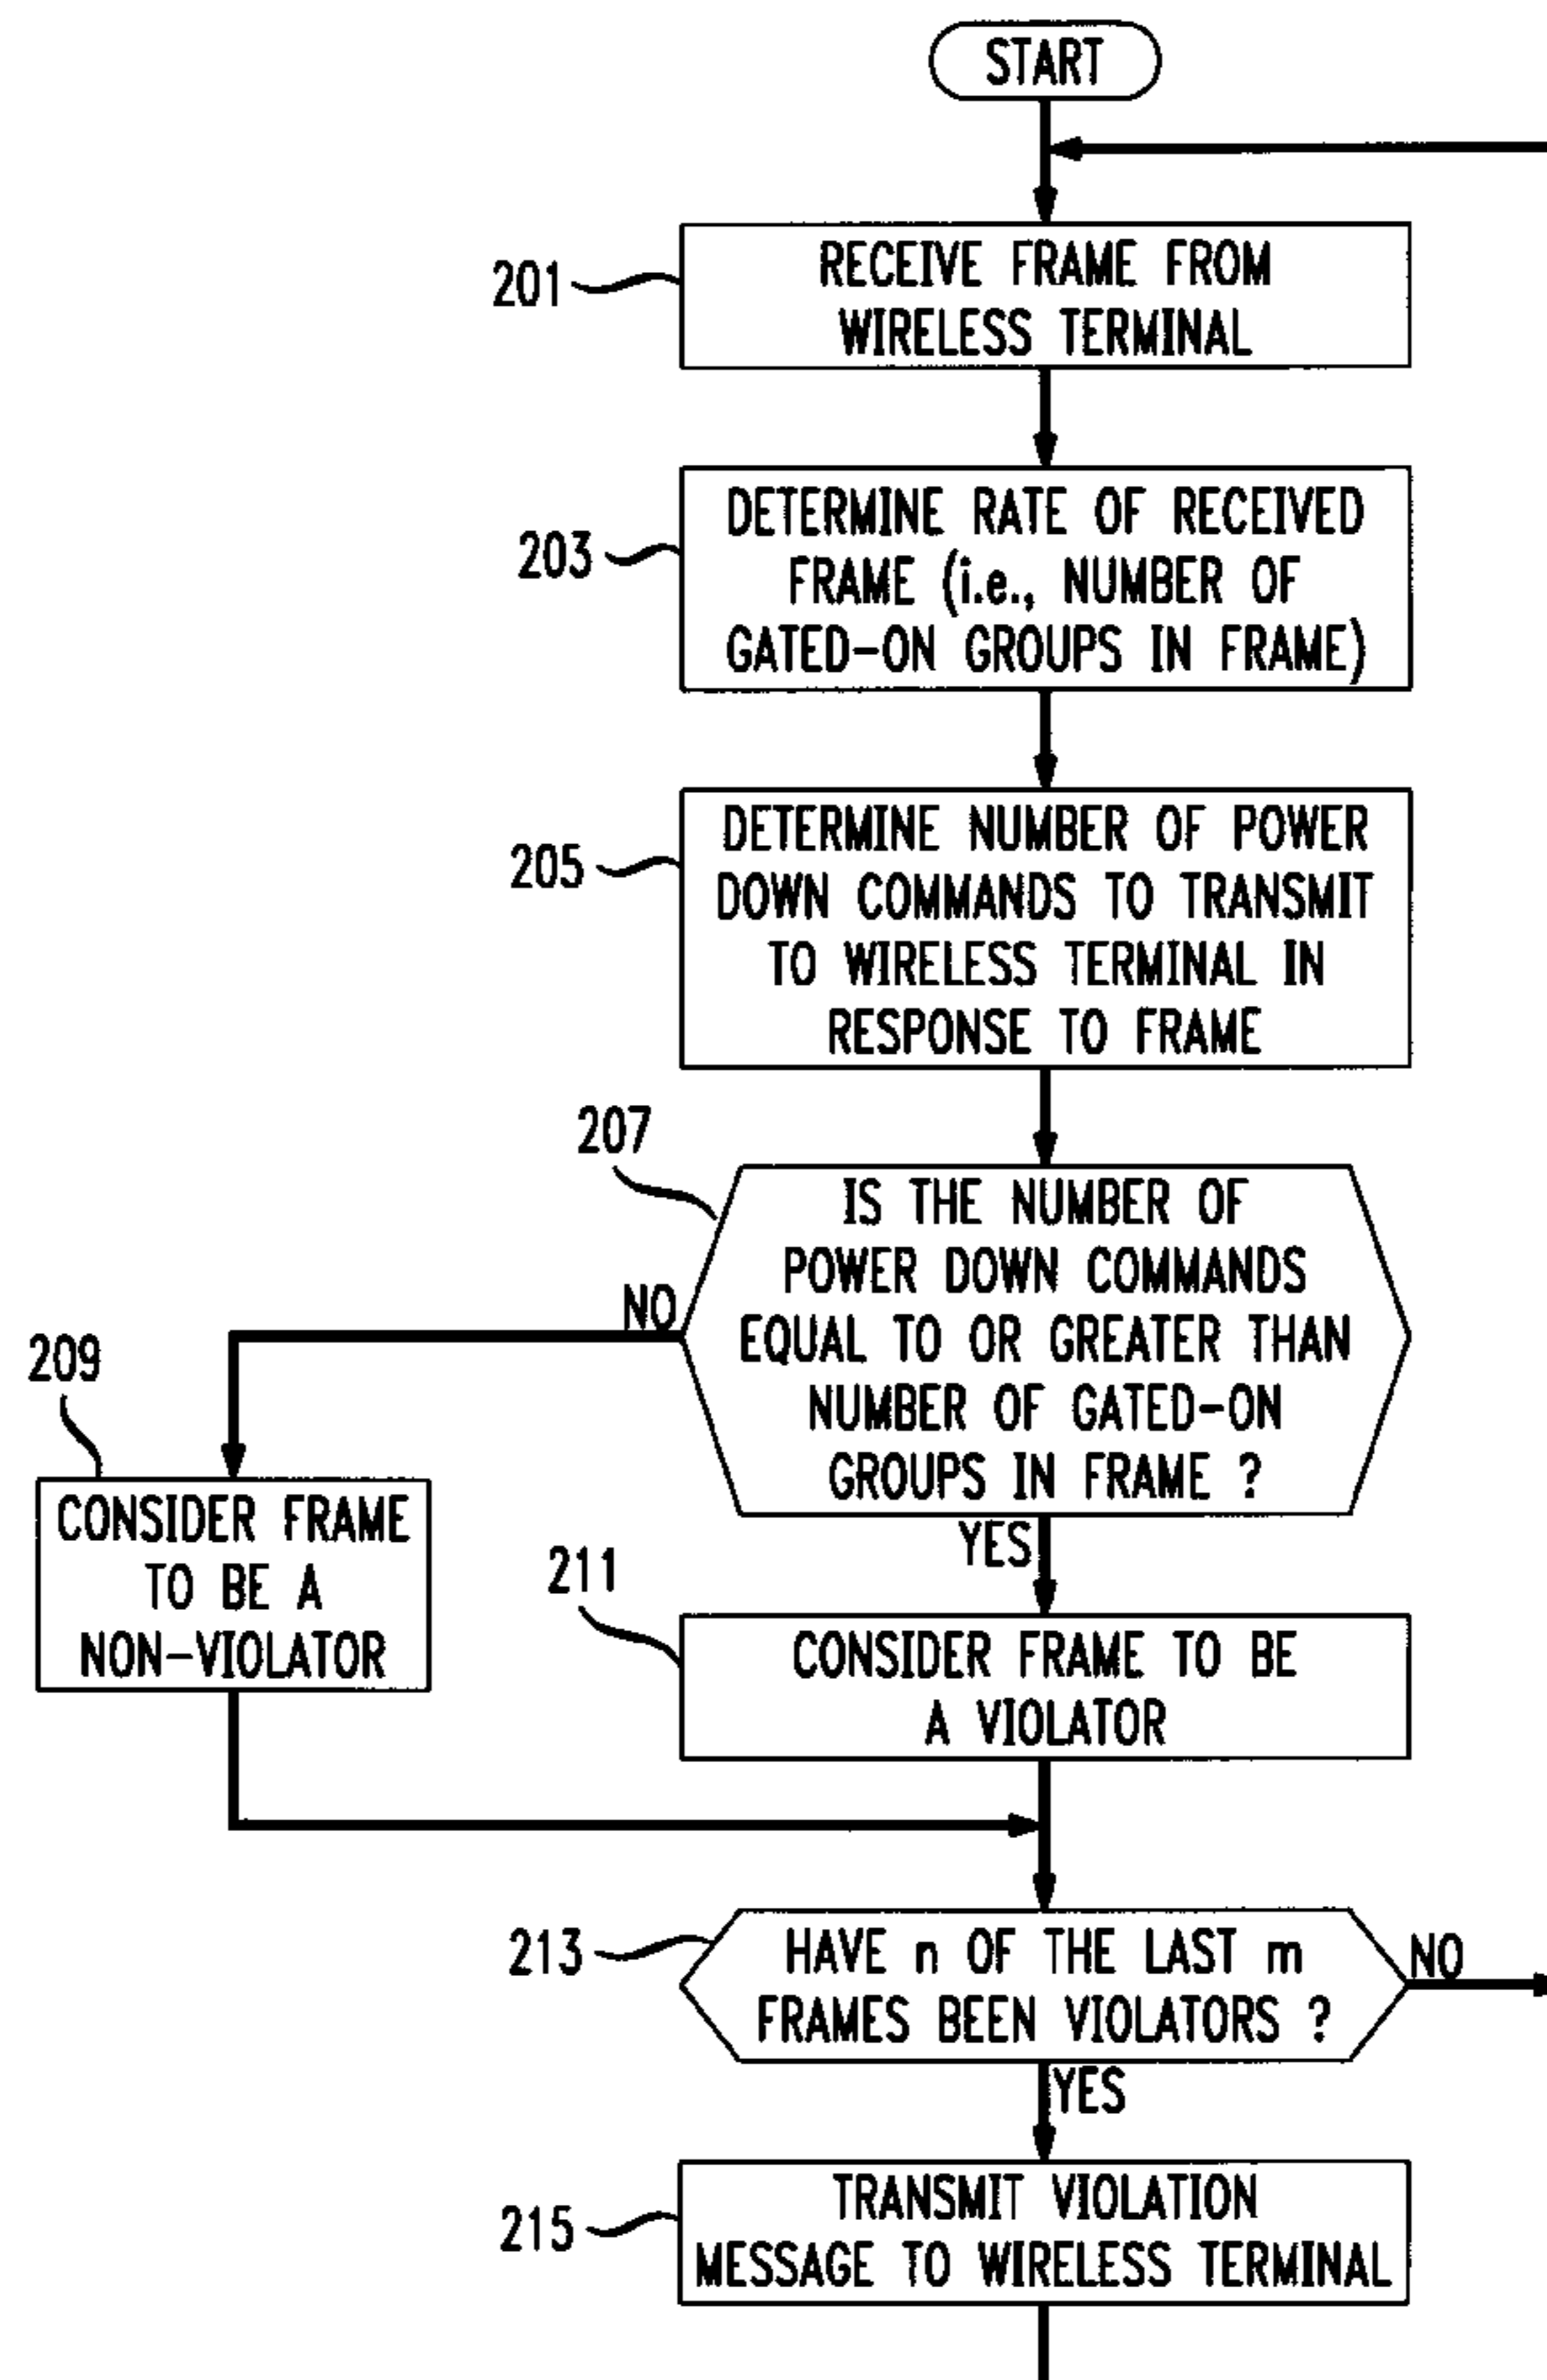 START
201
RECEIVE FRAME FROM
WIRELESS TERMINAL
203
DETERMINE RATE OF RECEIVED
FRAME (i.e., NUMBER OF
GATED-ON GROUPS IN FRAME)
205
DETERMINE NUMBER OF POWER
DOWN COMMANDS TO TRANSMIT
TO WIRELESS TERMINAL IN
RESPONSE TO FRAME
207
IS THE NUMBER OF
POWER DOWN COMMANDS
EQUAL TO OR GREATER THAN
NUMBER OF GATED-ON
GROUPS IN FRAME ?
NO
209
CONSIDER FRAME
TO BE A
NON-VIOLATOR
YES
211
CONSIDER FRAME TO BE
A VIOLATOR
213
HAVE n OF THE LAST m
FRAMES BEEN VIOLATORS ?
NO
YES
215
TRANSMIT VIOLATION
MESSAGE TO WIRELESS TERMINAL